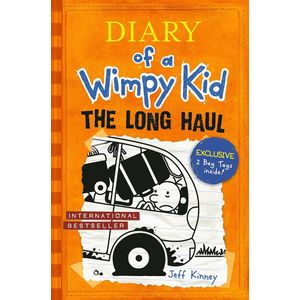 DIARY
of a
Wimpy Kid
THE LONG HAUL
EXCLUSIVE
2 Bag Tags
inside!
INTERNATIONAL
BESTSELLER
Jeff Kinney